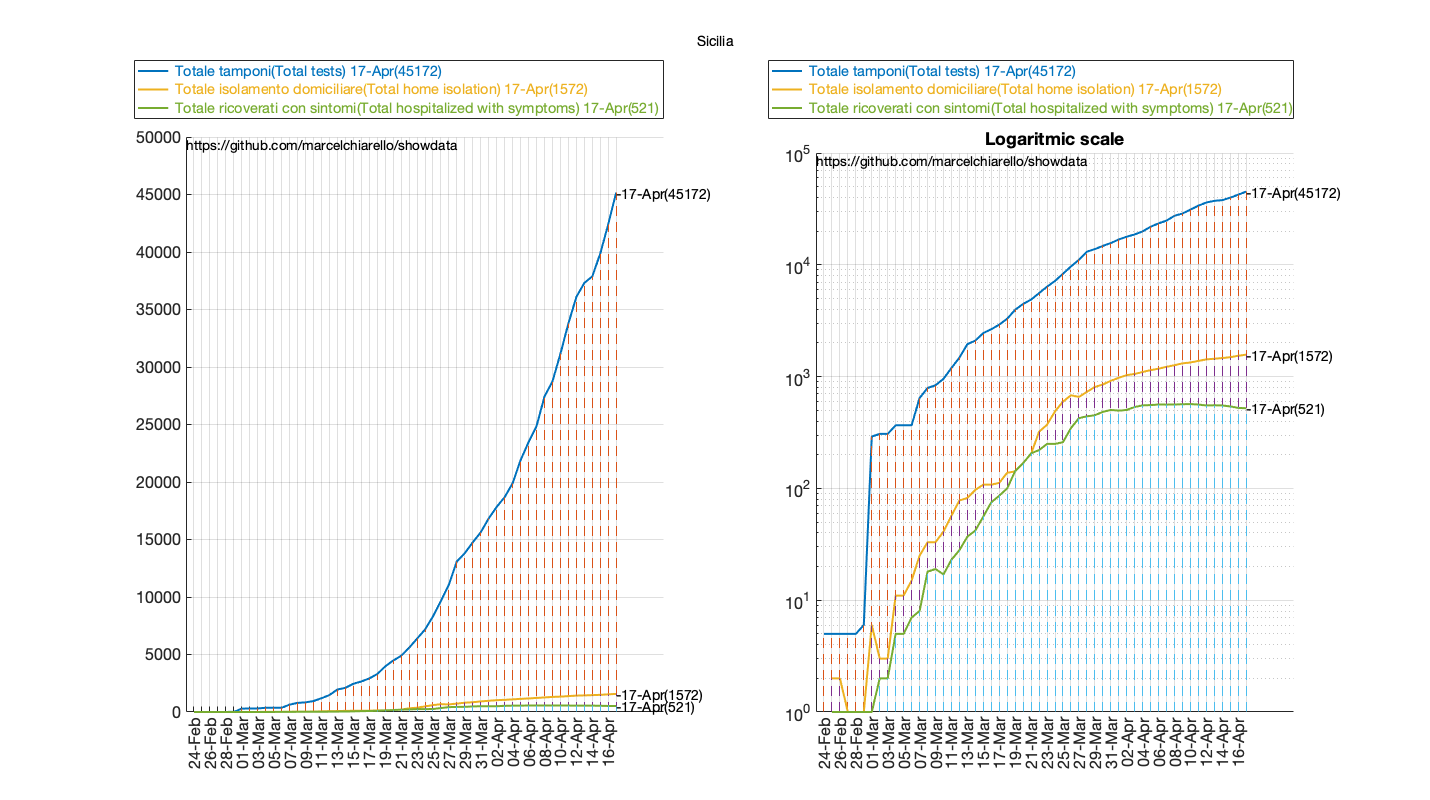 Sicilia
Totale tamponi(Total tests) 17-Apr(45172)
Totale isolamento domiciliare(Total home isolation) 17-Apr(1572)
Totale ricoverati con sintomi(Total hospitalized with symptoms) 17-Apr(521)
50000
https://github.com/marcelchiarello/showdata
45000
17-Apr(45172)
40000
35000
30000
25000
20000
15000
10000
5000
17-Apr(1572)
17-Apr(521)
0
24-Feb
26-Feb
28-Feb
01-Mar
03-Mar
05-Mar
07-Mar
09-Mar
11-Mar
13-Mar
15-Mar
17-Mar
19-Mar
21-Mar
23-Mar
25-Mar
27-Mar
29-Mar
31-Mar
02-Apr
04-Apr
06-Apr
08-Apr
10-Apr
12-Apr
14-Apr
16-Apr
Totale tamponi(Total tests) 17-Apr(45172)
Totale isolamento domiciliare(Total home isolation) 17-Apr(1572)
Totale ricoverati con sintomi(Total hospitalized with symptoms) 17-Apr(521)
Logaritmic scale
10^5
https://github.com/marcelchiarello/showdata
17-Apr(45172)
10^4
17-Apr(1572)
10^3
17-Apr(521)
10^2
10^1
10^0
24-Feb
26-Feb
28-Feb
01-Mar
03-Mar
05-Mar
07-Mar
09-Mar
11-Mar
13-Mar
15-Mar
17-Mar
19-Mar
21-Mar
23-Mar
25-Mar
27-Mar
29-Mar
31-Mar
02-Apr
04-Apr
06-Apr
08-Apr
10-Apr
12-Apr
14-Apr
16-Apr